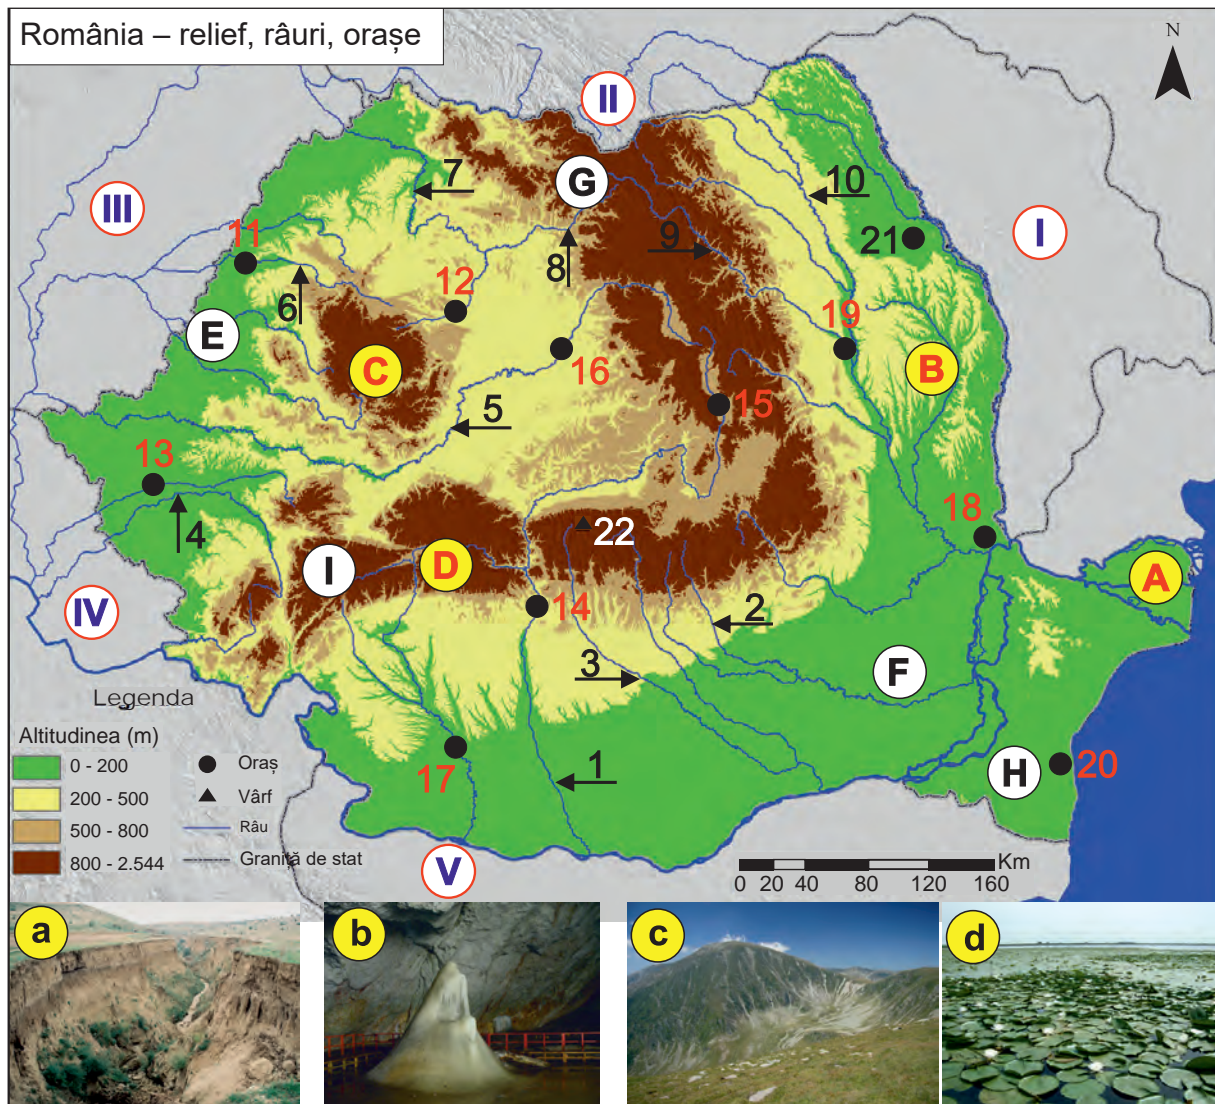 România – relief, râuri, orașe
N
II
III
I
IV
V
G
E
I
F
H
A
B
C
D
7
10
21
9
8
11
6
12
19
16
15
5
13
4
18
22
14
2
3
1
17
20
Legenda
Altitudinea (m)
0 - 200
200 - 500
500 - 800
800 - 2.544
Oraș
Vârf
Râu
Graniță de stat
Km
0 20 40 80 120 160
a
b
c
d